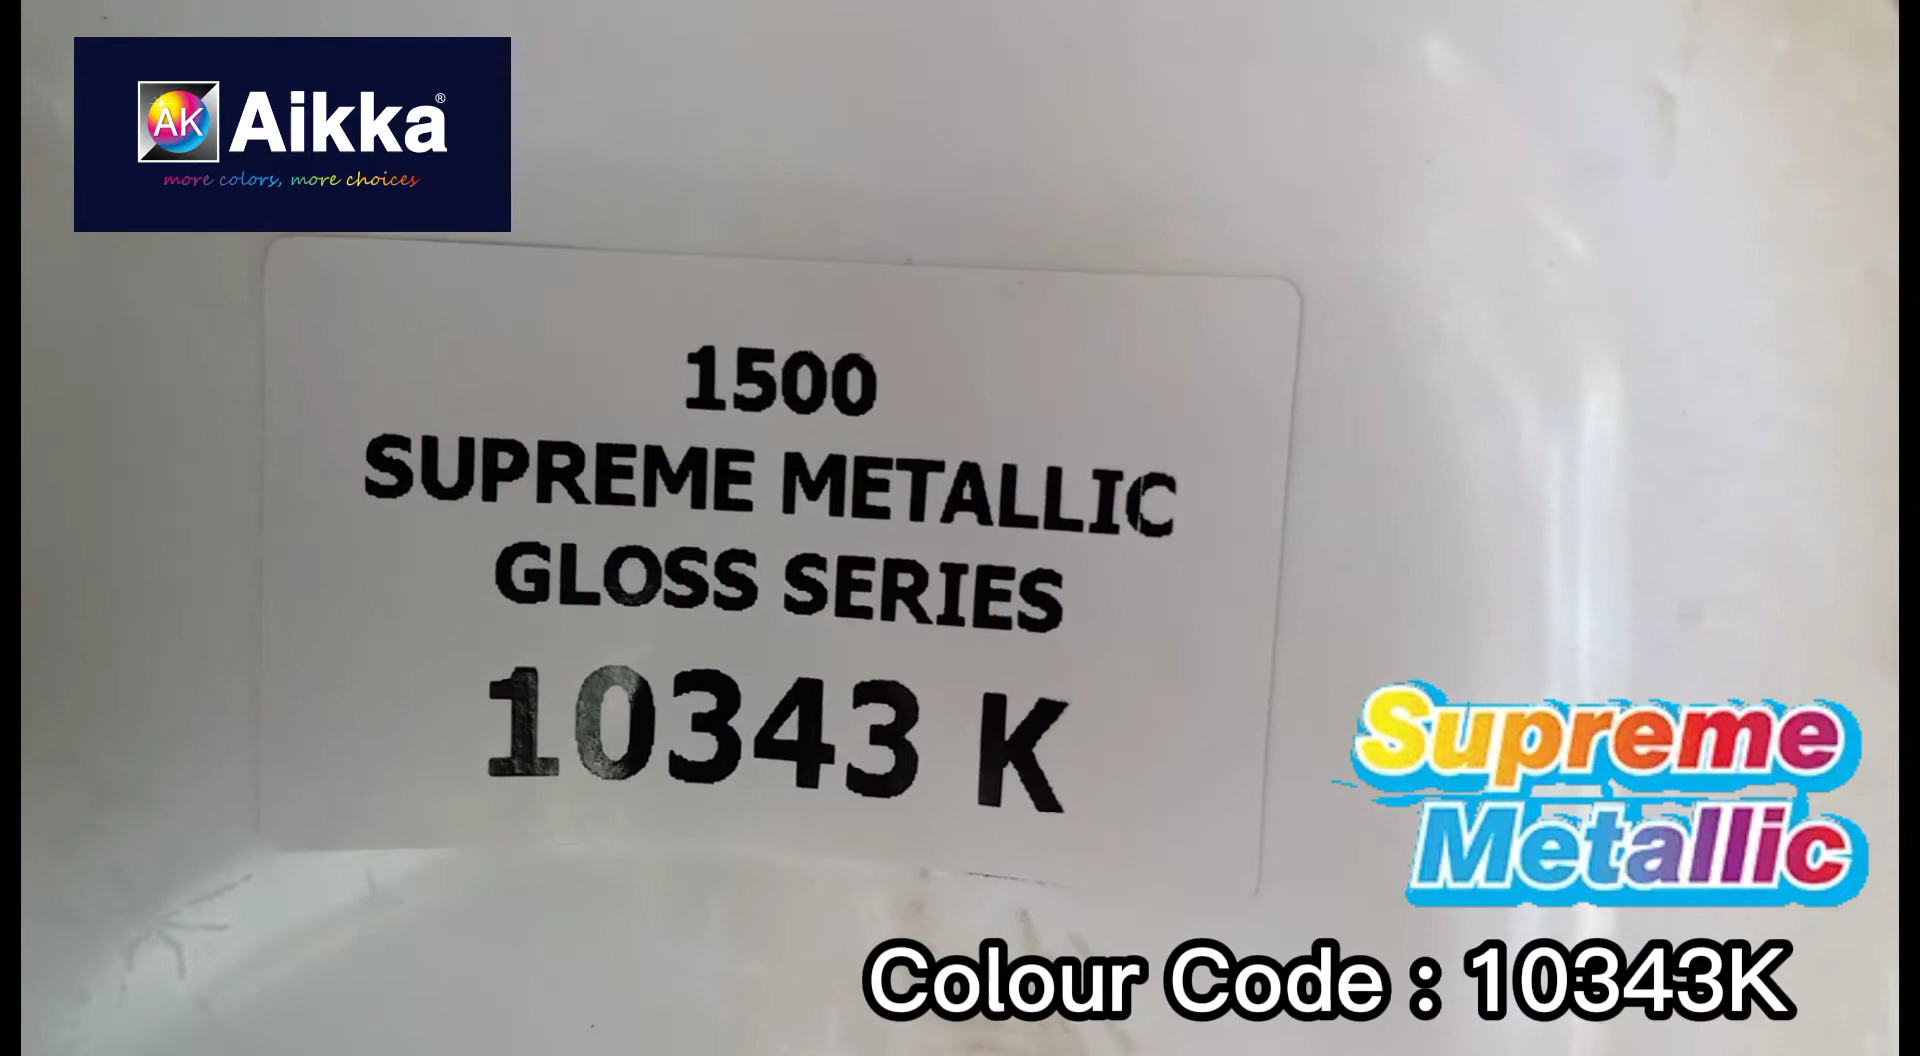 AK Aikka®
more colors, more choices
1500
SUPREME METALLIC
GLOSS SERIES
10343 K
Supreme
Metallic
Colour Code : 10343K